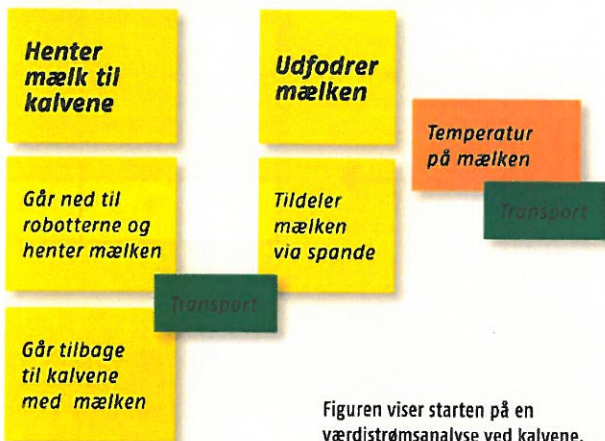 Henter
mælk til
kalvene
Går ned til
robotterne og
henter mælken
Transport
Går tilbage
til kalvene
med mælken
Udfodrer
mælken
Tildeler
mælken
via spande
Temperatur
på mælken
Transport
Figuren viser starten på en
værdistrømsanalyse ved kalvene.